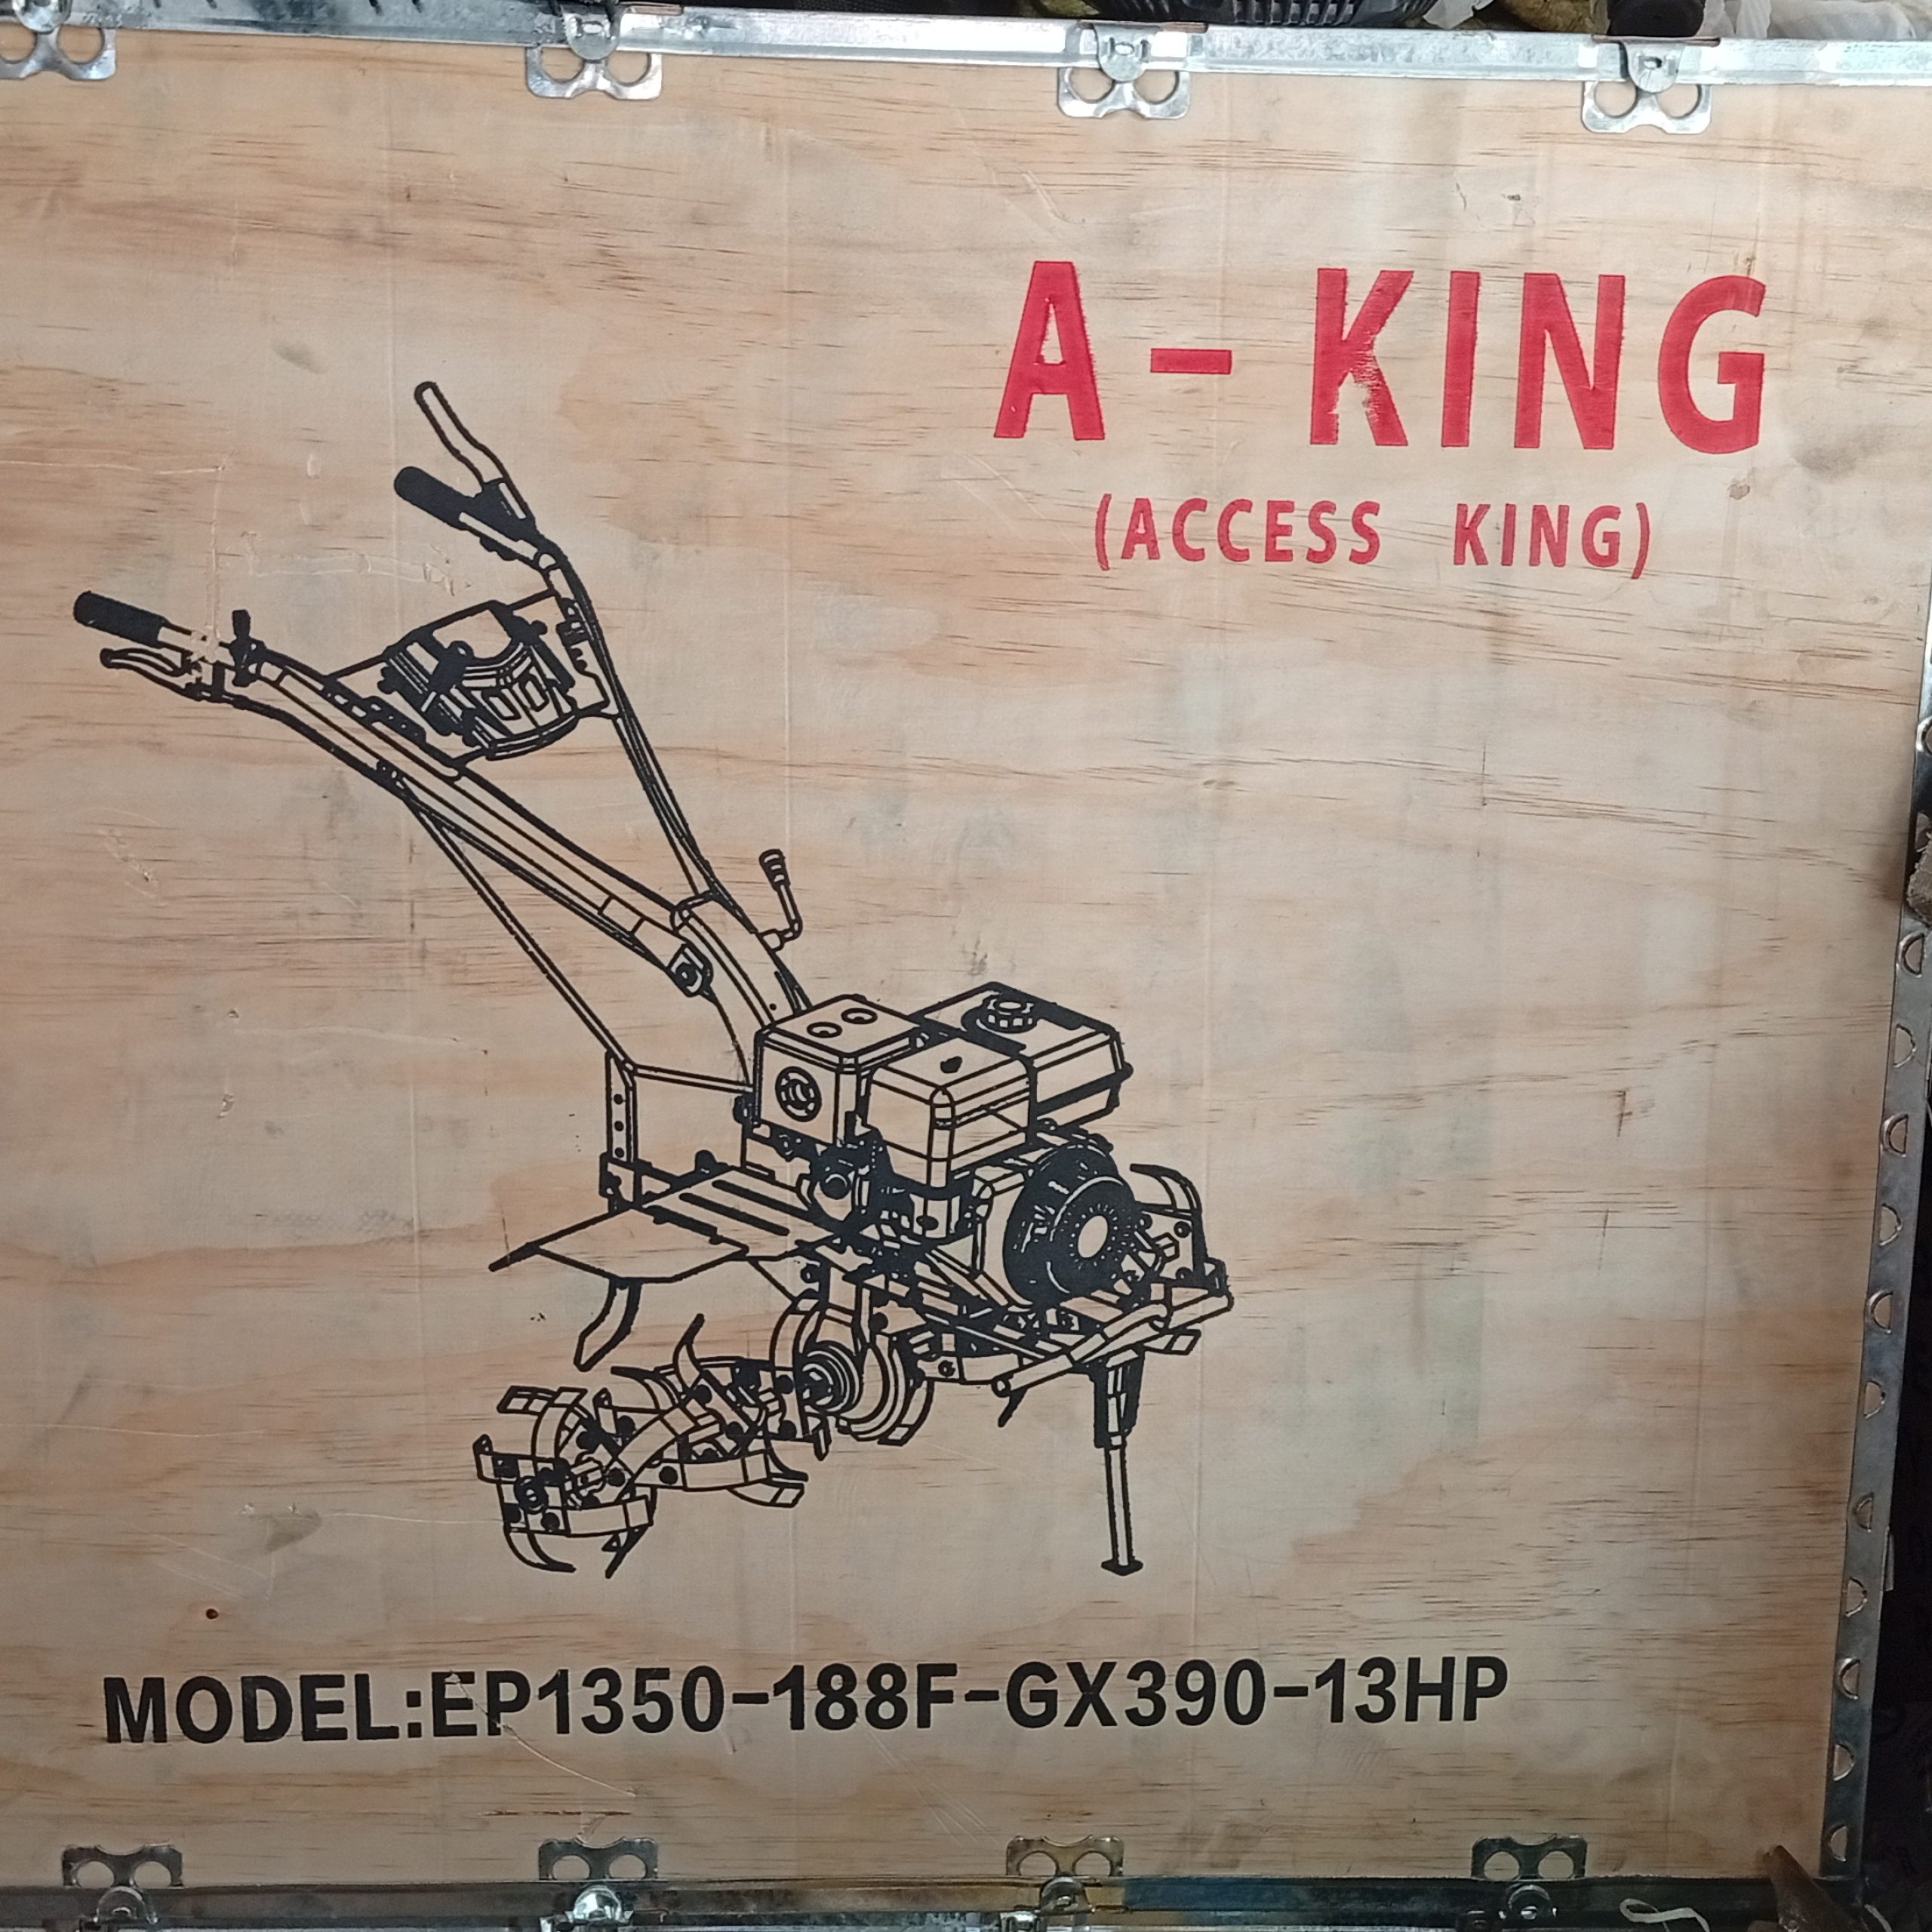 A-KING
(ACCESS KING)
MODEL:EP1350-188F-GX390-13HP